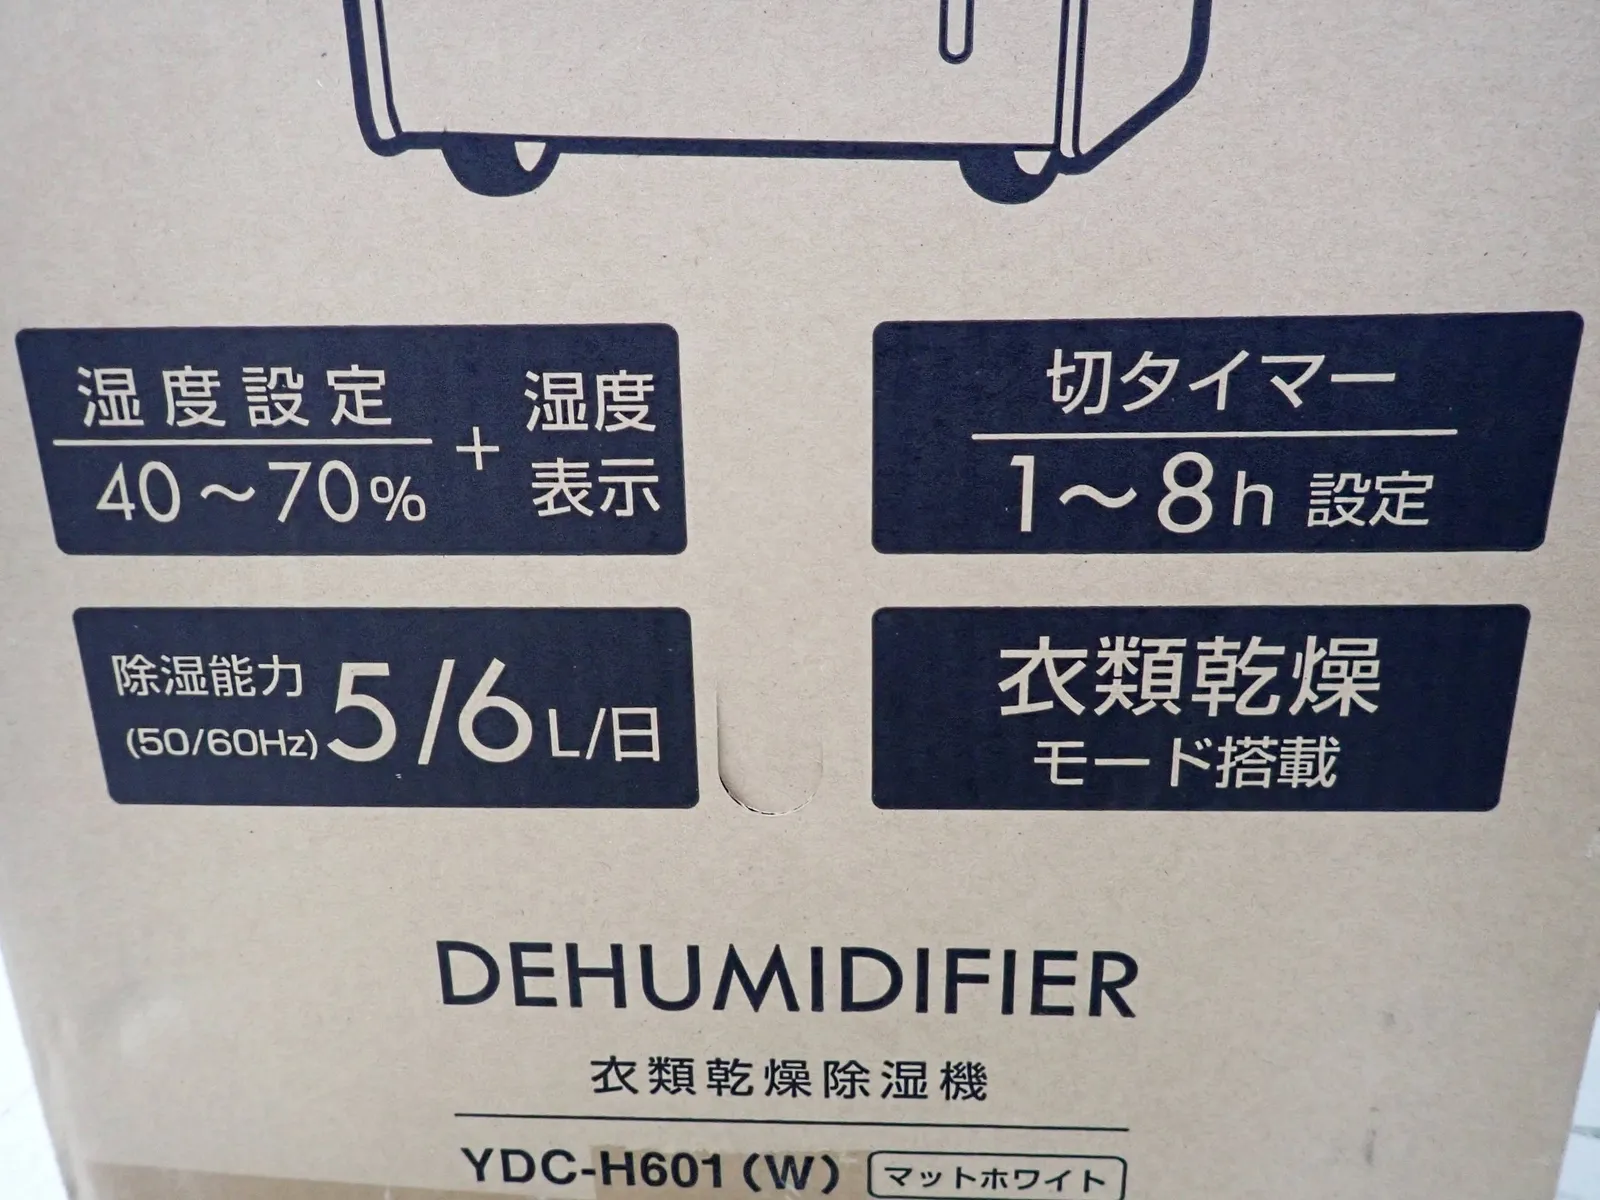 湿度設定
40～70%
+
湿度
表示
切タイマー
1～8h 設定
除湿能力
(50/60Hz)
5/6L/日
衣類乾燥
モード搭載
DEHUMIDIFIER
衣類乾燥除湿機
YDC-H601(W) マットホワイト